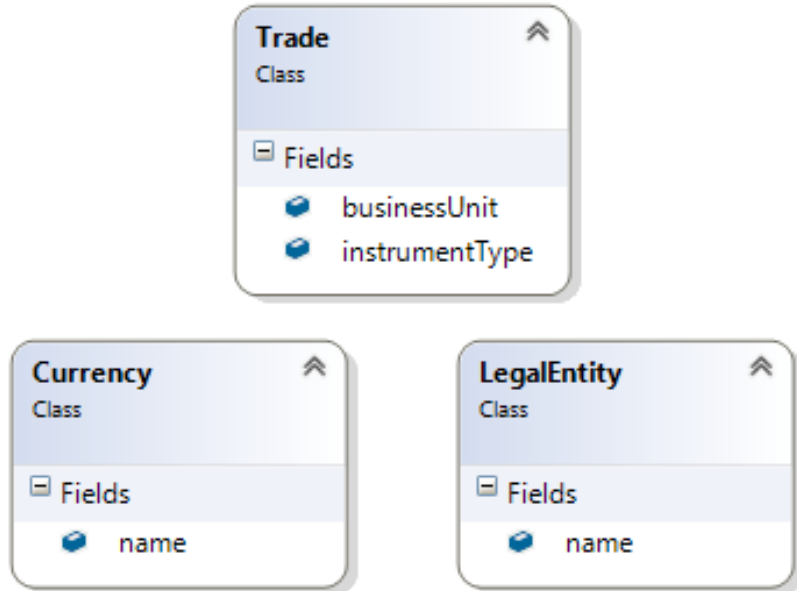 Trade
Class
Fields
businessUnit
instrumentType
Currency
Class
Fields
name
LegalEntity
Class
Fields
name